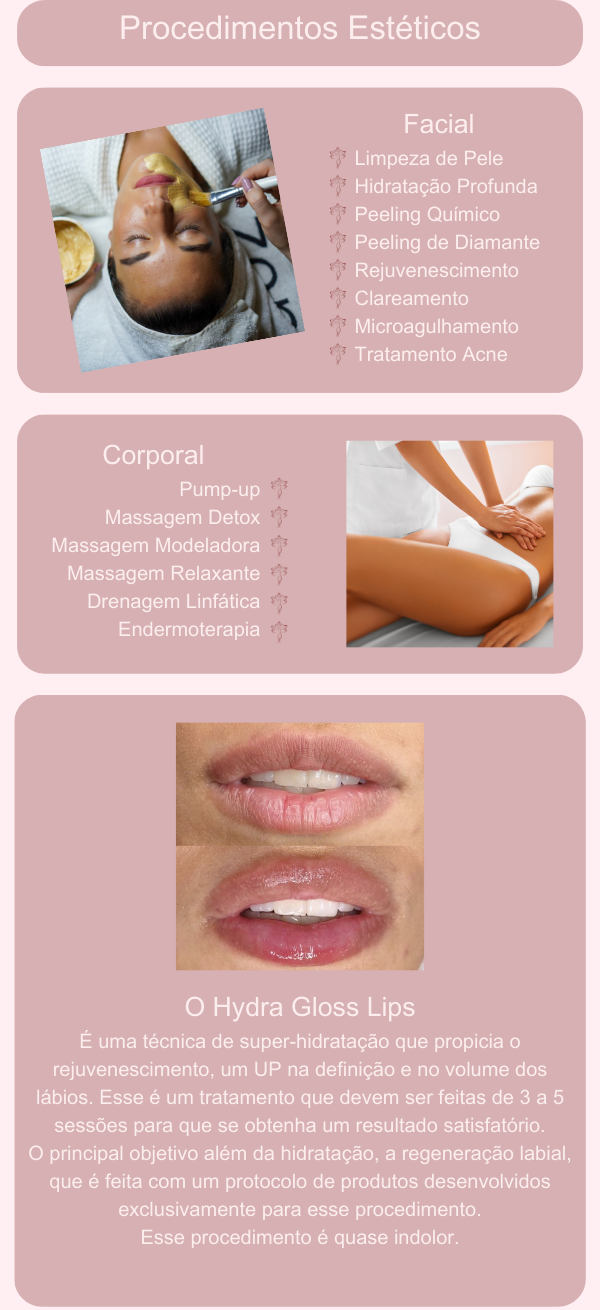 Procedimentos Estéticos
Facial
Limpeza de Pele
Hidratação Profunda
Peeling Químico
Peeling de Diamante
Rejuvenescimento
Clareamento
Microagulhamento
Tratamento Acne
Corporal
Pump-up
Massagem Detox
Massagem Modeladora
Massagem Relaxante
Drenagem Linfática
Endermoterapia
O Hydra Gloss Lips
É uma técnica de super-hidratação que propicia o
rejuvenescimento, um UP na definição e no volume dos
lábios. Esse é um tratamento que devem ser feitas de 3 a 5
sessões para que se obtenha um resultado satisfatório.
O principal objetivo além da hidratação, a regeneração labial,
que é feita com um protocolo de produtos desenvolvidos
exclusivamente para esse procedimento.
Esse procedimento é quase indolor.